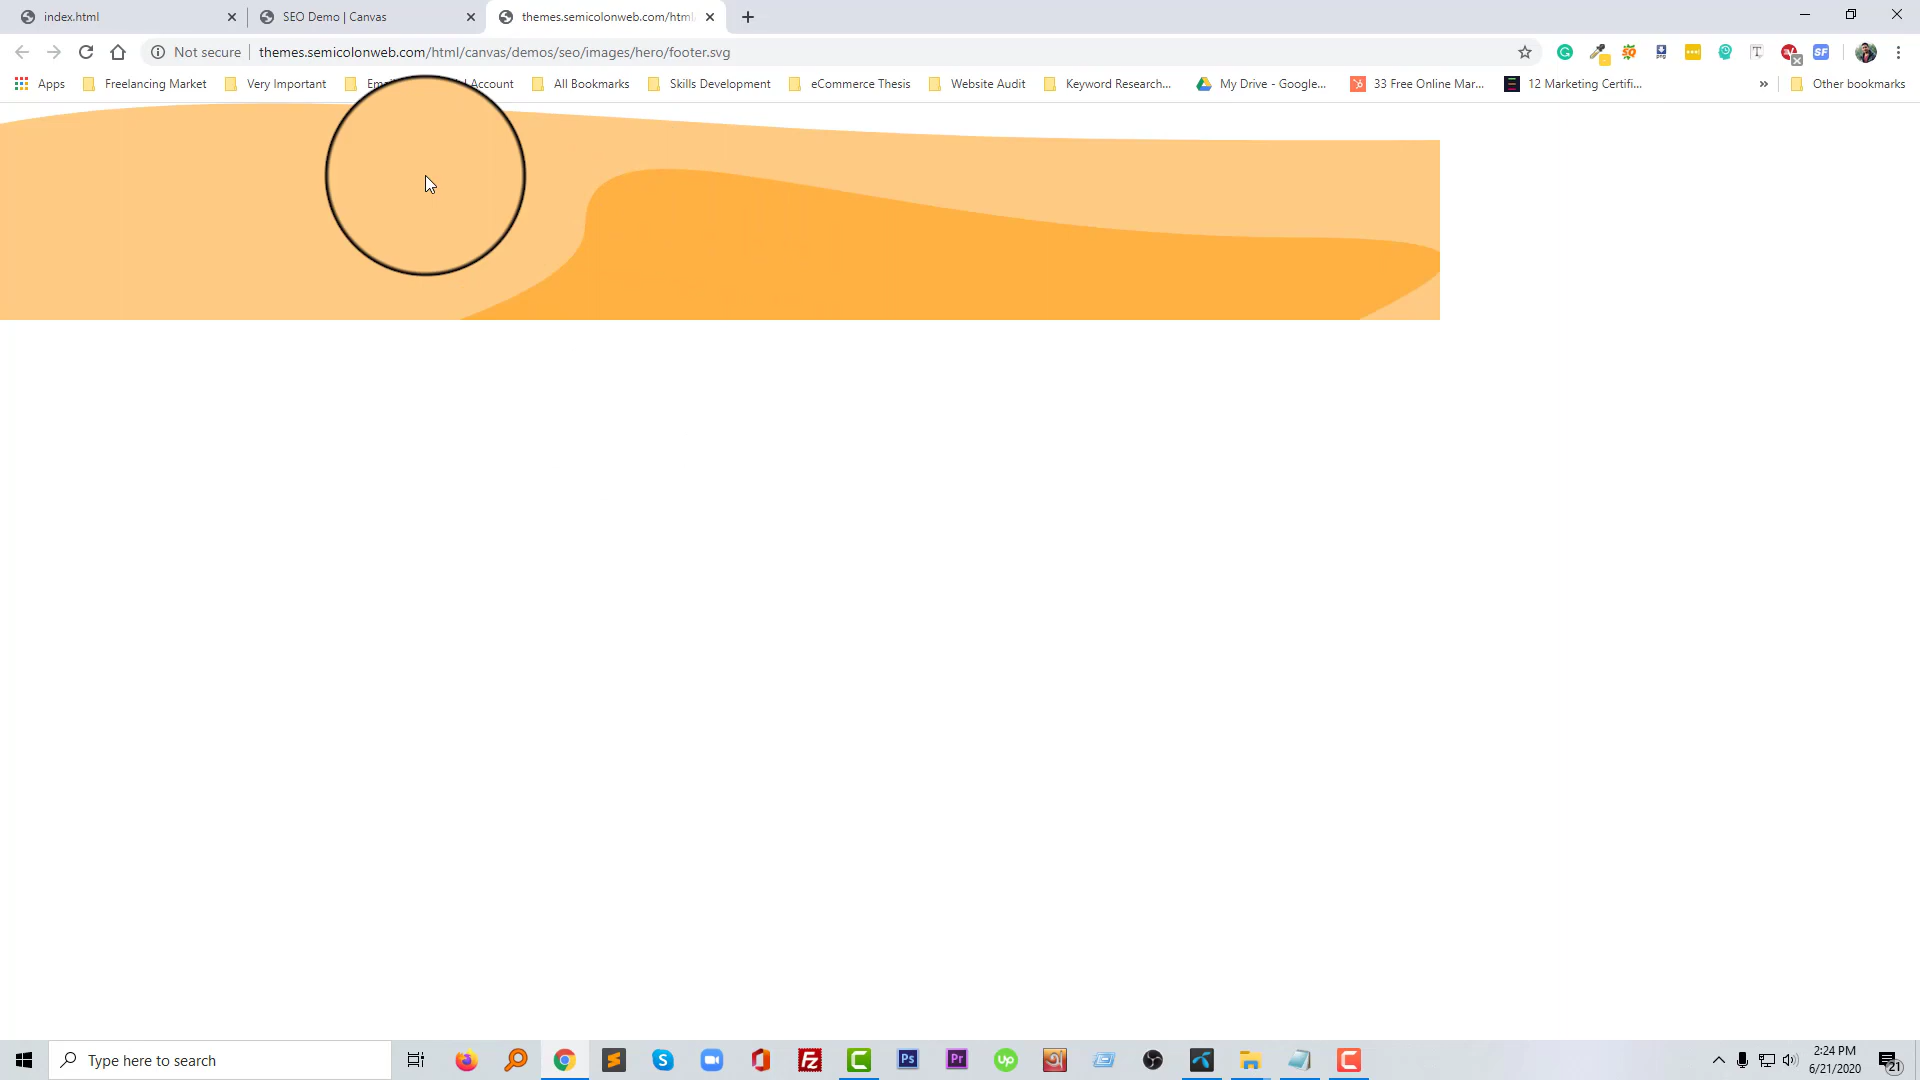 index.html
SEO Demo | Canvas
themes.semicolonweb.com/html
Not secure
themes.semicolonweb.com/html/canvas/demos/seo/images/hero/footer.svg
Apps
Freelancing Market
Very Important
Account
All Bookmarks
Skills Development
eCommerce Thesis
Website Audit
Keyword Research...
My Drive - Google...
33 Free Online Mar...
12 Marketing Certifi...
»
Other bookmarks
Type here to search
Ps
Pr
Up
2:24 PM
6/21/2020
21